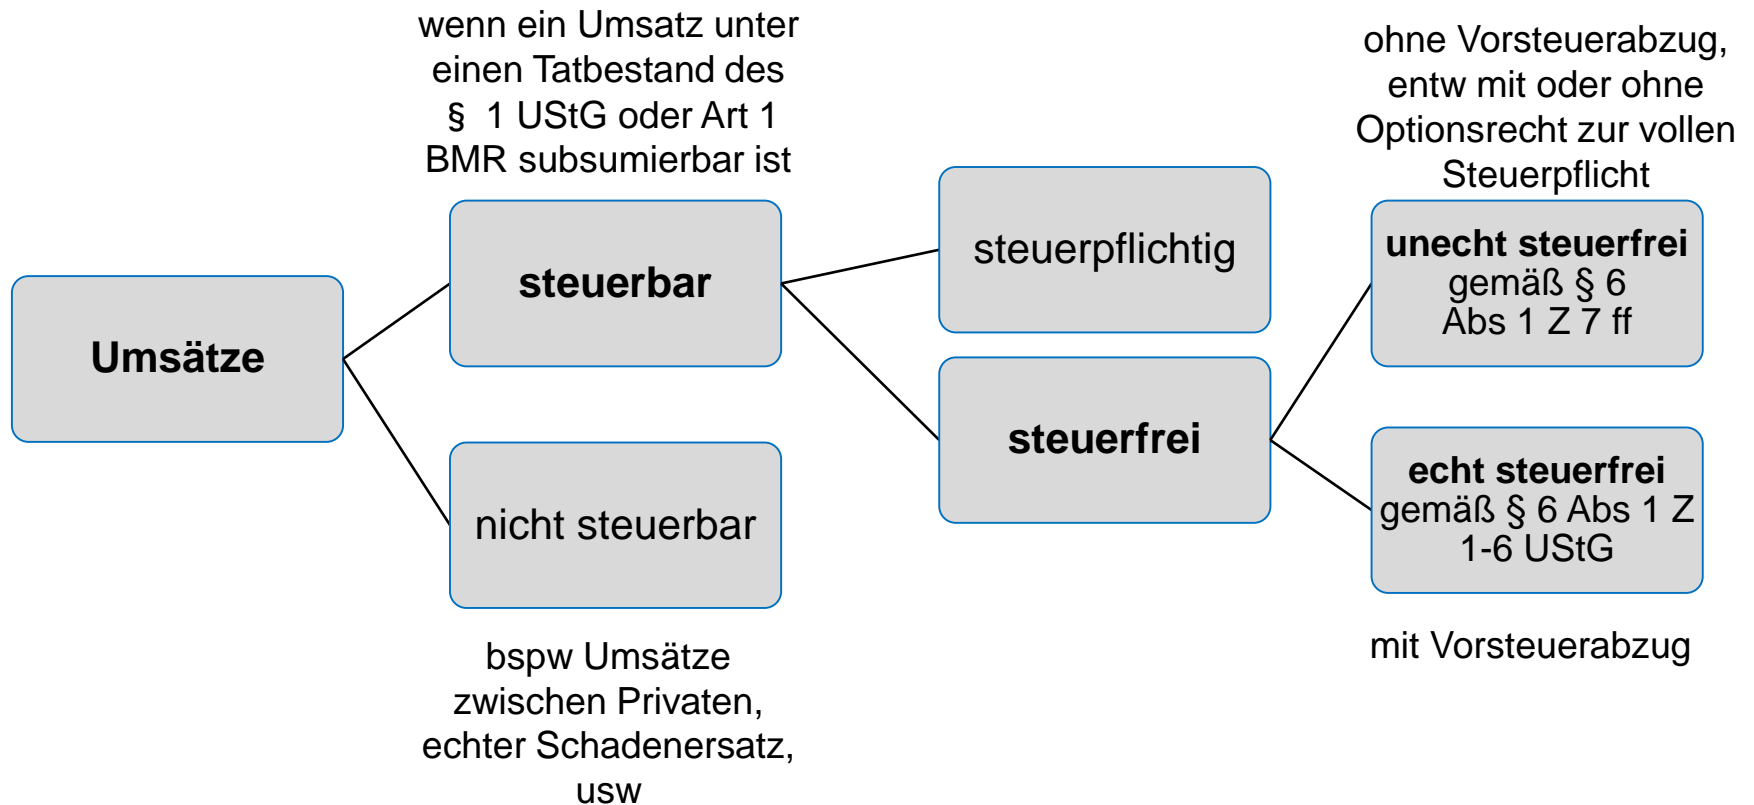 Umsätze
wenn ein Umsatz unter
einen Tatbestand des
§ 1 UStG oder Art 1
BMR subsumierbar ist
steuerbar
nicht steuerbar
bspw Umsätze
zwischen Privaten,
echter Schadenersatz,
usw
steuerpflichtig
steuerfrei
ohne Vorsteuerabzug,
entw mit oder ohne
Optionsrecht zur vollen
Steuerpflicht
unecht steuerfrei
gemäß § 6
Abs 1 Z 7 ff
echt steuerfrei
gemäß § 6 Abs 1 Z
1-6 UStG
mit Vorsteuerabzug